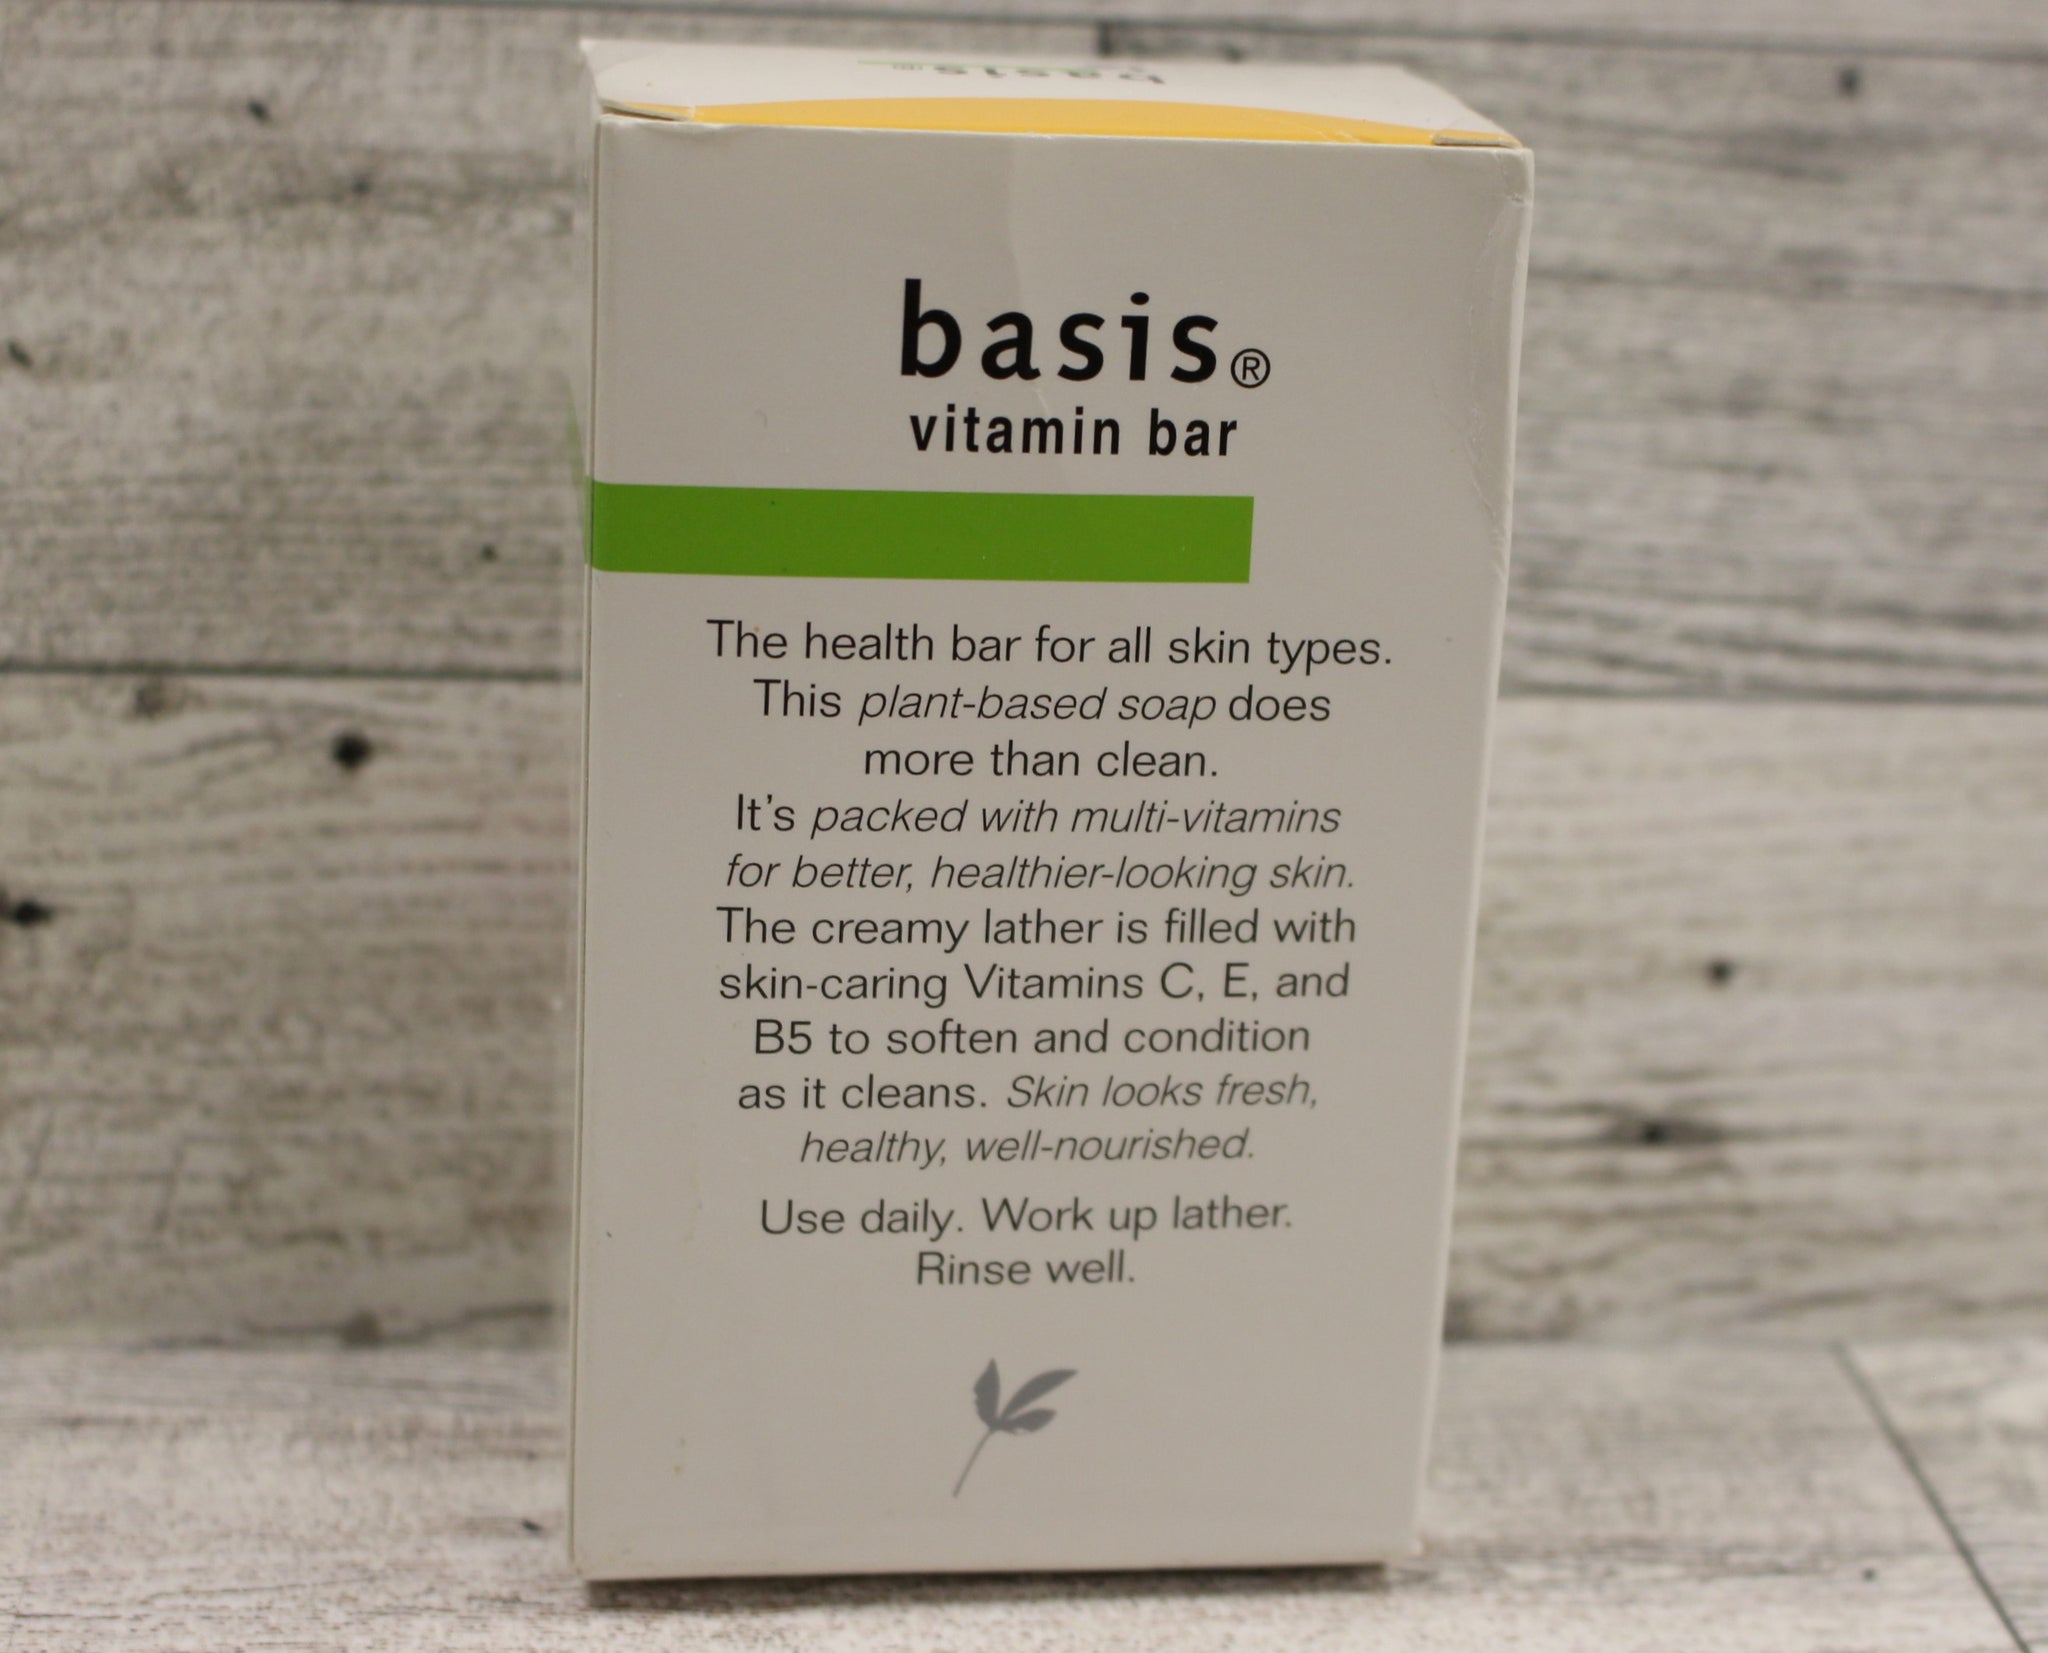 basis®
basis®
vitamin bar
The health bar for all skin types.
This plant-based soap does
more than clean.
It's packed with multi-vitamins
for better, healthier-looking skin.
The creamy lather is filled with
skin-caring Vitamins C, E, and
B5 to soften and condition
as it cleans. Skin looks fresh,
healthy, well-nourished.
Use daily. Work up lather.
Rinse well.